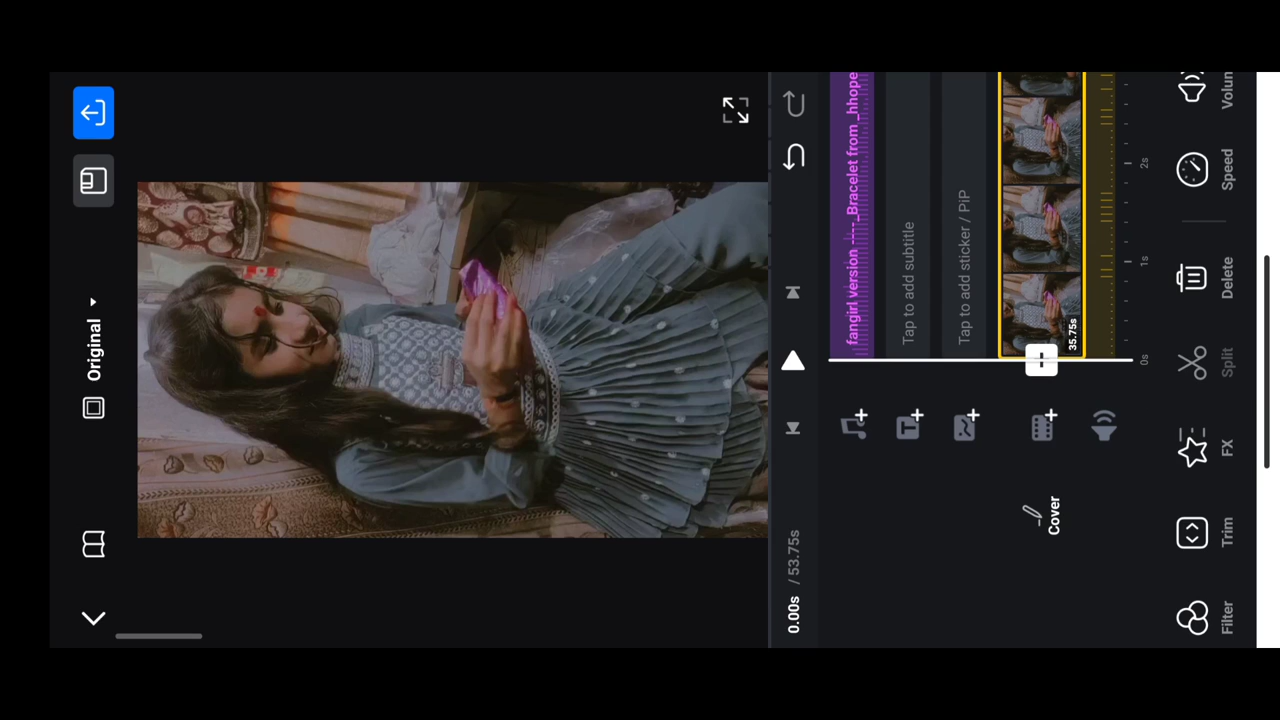 Original
0.00s / 53.75s
fangirl version ----_Bracelet from _hhope
Tap to add subtitle
Tap to add sticker / PiP
Cover
35.75s
0s
1s
2s
Filter
Trim
FX
Split
Delete
Speed
Volum